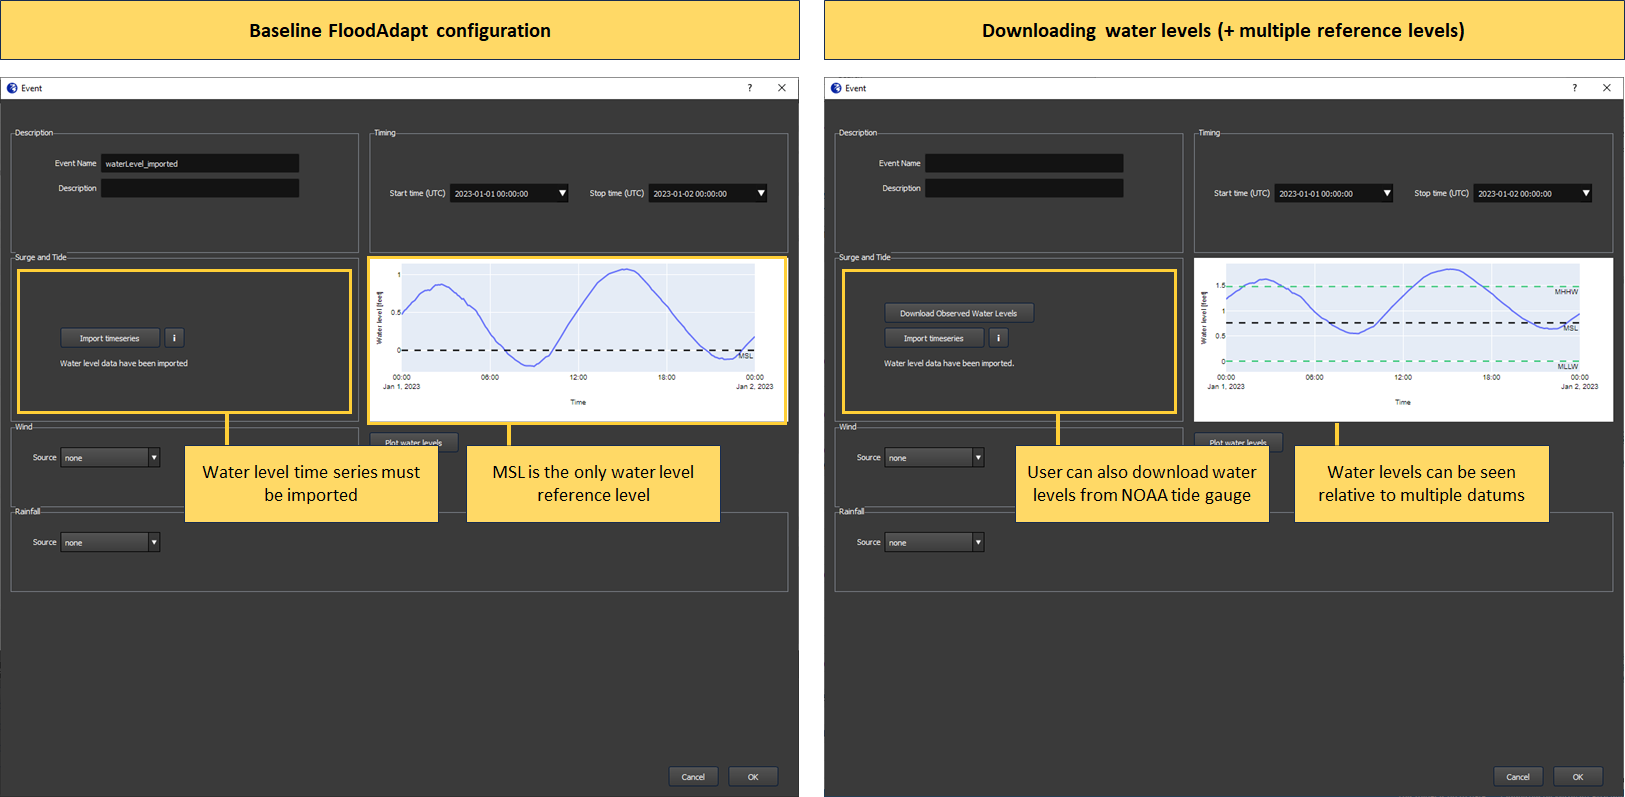 Baseline FloodAdapt configuration
Event
?
Description
Event Name
waterLevel_imported
Description
Timing
Start time (UTC)
2023-01-01 00:00:00
Stop time (UTC)
2023-01-02 00:00:00
Surge and Tide
Import timeseries
i
Water level data have been imported
Water level [feet]
1
0.5
0
MSL
00:00
Jan 1, 2023
06:00
12:00
18:00
00:00
Jan 2, 2023
Time
Wind
Source
none
Plot water levels
Water level time series must
be imported
MSL is the only water level
reference level
Rainfall
Source
none
Cancel
OK
Downloading water levels (+ multiple reference levels)
Event
?
Description
Event Name
Description
Timing
Start time (UTC)
2023-01-01 00:00:00
Stop time (UTC)
2023-01-02 00:00:00
Surge and Tide
Download Observed Water Levels
Import timeseries
i
Water level data have been imported.
Water level [feet]
1.5
1
0.5
0
MHHW
MSL
MLLW
00:00
Jan 1, 2023
06:00
12:00
18:00
00:00
Jan 2, 2023
Time
Wind
Source
none
Plot water levels
User can also download water
levels from NOAA tide gauge
Water levels can be seen
relative to multiple datums
Rainfall
Source
none
Cancel
OK